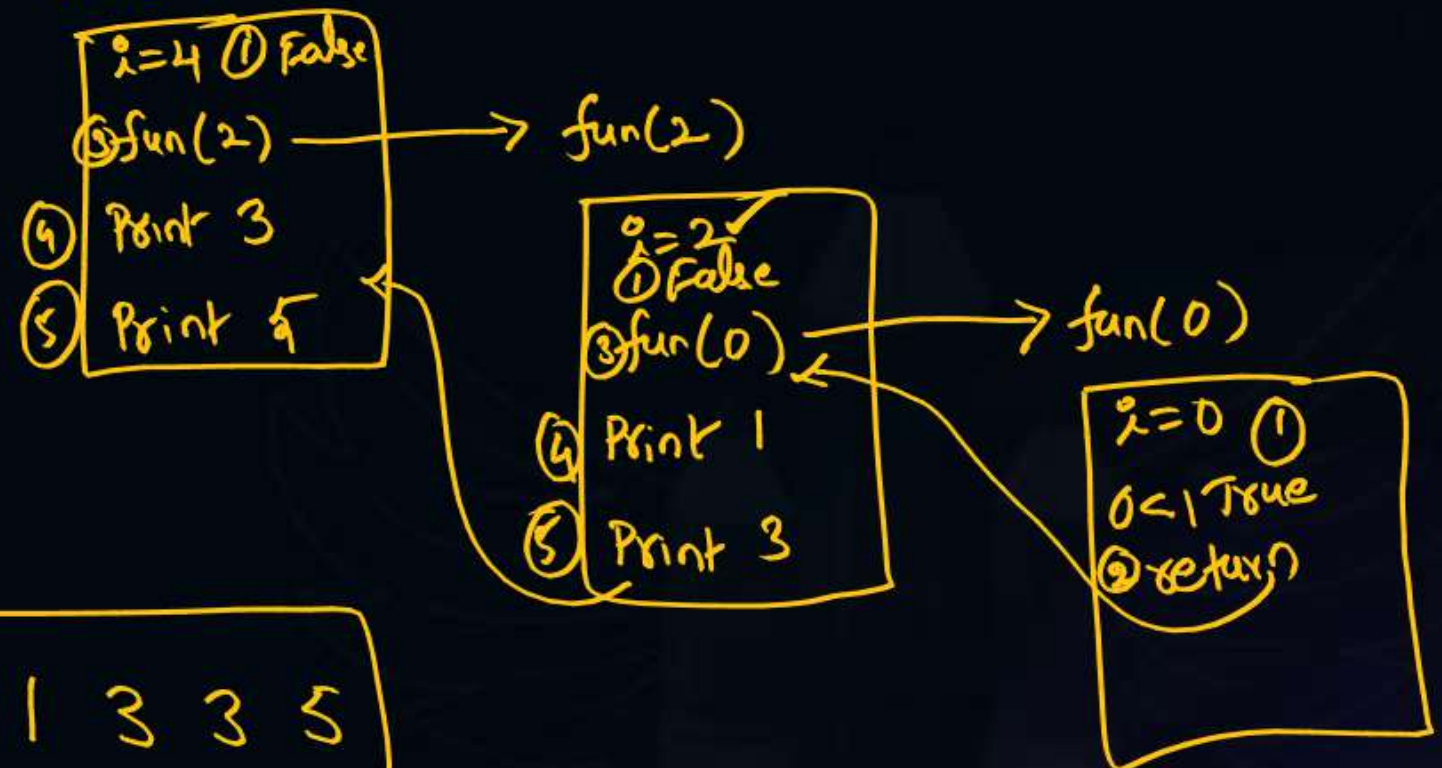 i=4 ① False
③ fun(2)
④ Print 3
⑤ Print 5
fun(2)
i=2 ✓
① False
③ fun(0)
④ Print 1
⑤ Print 3
fun(0)
i=0 ①
0<1 True
② return
1 3 3 5